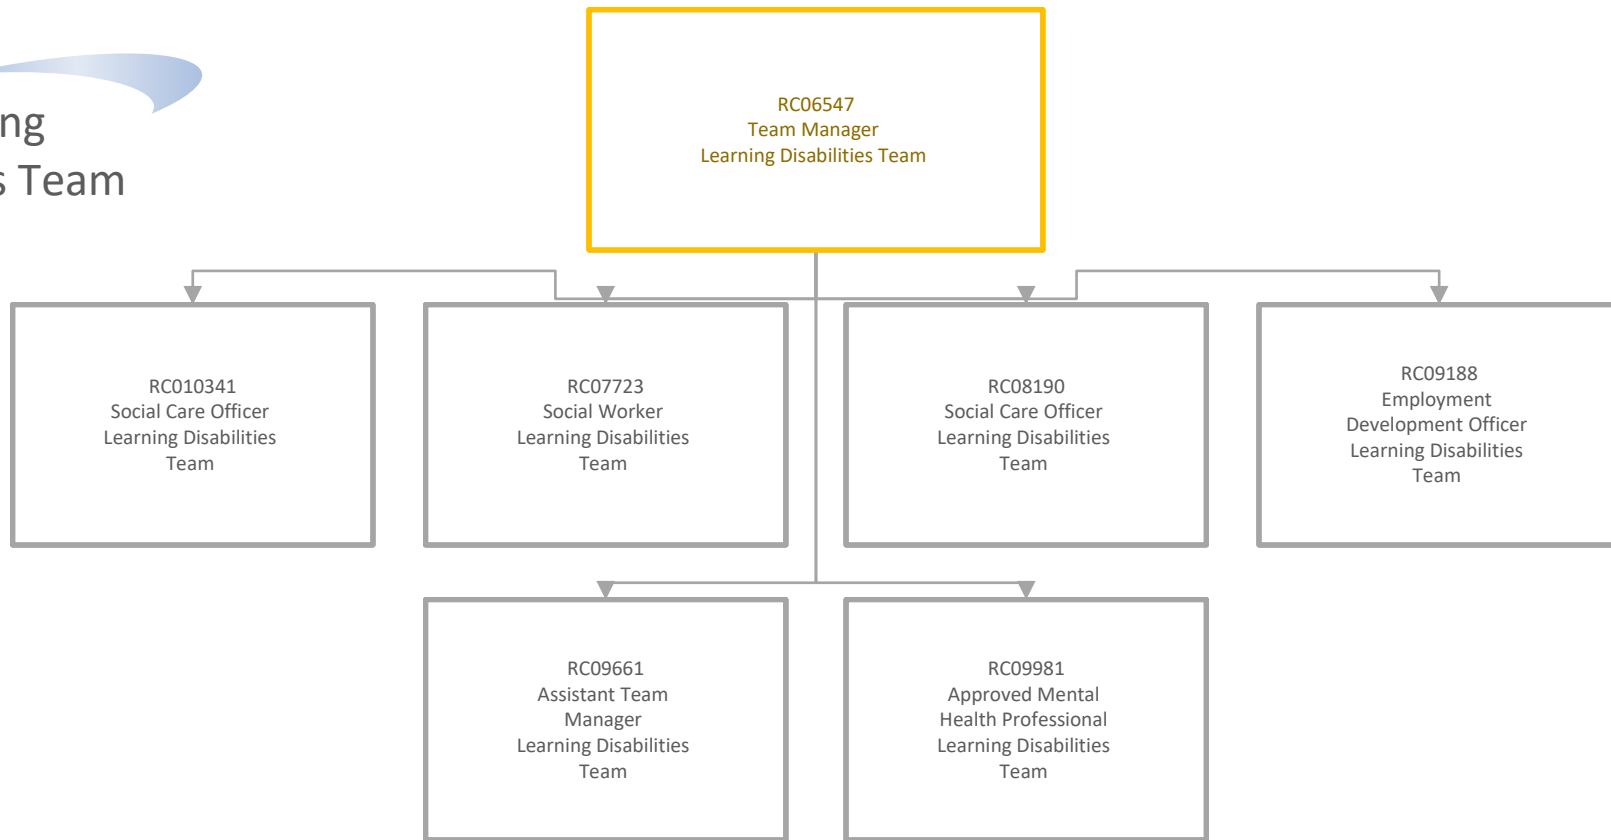 ng
s Team
RC06547
Team Manager
Learning Disabilities Team
RC010341
Social Care Officer
Learning Disabilities
Team
RC07723
Social Worker
Learning Disabilities
Team
RC08190
Social Care Officer
Learning Disabilities
Team
RC09188
Employment
Development Officer
Learning Disabilities
Team
RC09661
Assistant Team
Manager
Learning Disabilities
Team
RC09981
Approved Mental
Health Professional
Learning Disabilities
Team